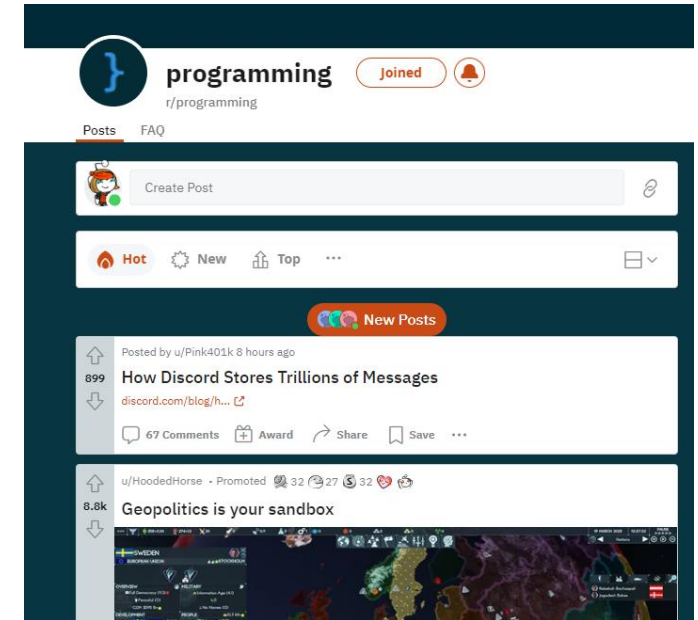 programming
Joined
r/programming
Posts FAQ
Create Post
Hot New Top ...
New Posts
Posted by u/Pink401k 8 hours ago
899
How Discord Stores Trillions of Messages
discord.com/blog/h...
67 Comments Award Share Save ...
u/HoodedHorse • Promoted 32 27 32
8.8k
Geopolitics is your sandbox
SWEDEN
EUROPEAN UNION
STOCKHOLM
OVERVIEW
MILITARY
DEVELOPMENT
PEOPLE